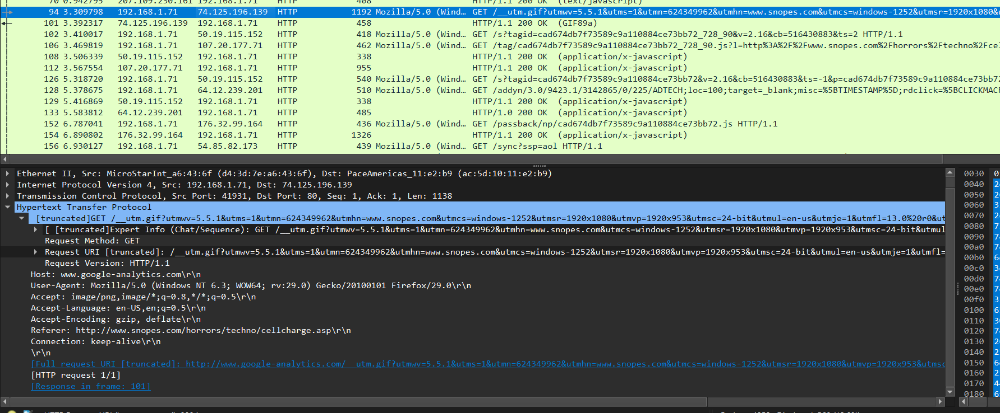 70 0.942795 207.109.230.161 192.168.1.71 HTTP 408 HTTP/1.1 200 OK (text/javascript)
94 3.309798 192.168.1.71 74.125.196.139 HTTP 1192 Mozilla/5.0 (Wind… GET /__utm.gif?utmwv=5.5.1&utms=1&utmn=624349962&utmhn=www.snopes.com&utmcs=windows-1252&utmsr=1920x1080&u
101 3.392317 74.125.196.139 192.168.1.71 HTTP 458 HTTP/1.1 200 OK (GIF89a)
102 3.410017 192.168.1.71 50.19.115.152 HTTP 418 Mozilla/5.0 (Wind… GET /s?tagid=cad674db7f73589c9a110884ce73bb72_728_90&v=2.16&cb=516430883&ts=2 HTTP/1.1
106 3.469819 192.168.1.71 107.20.177.71 HTTP 462 Mozilla/5.0 (Wind… GET /tag/cad674db7f73589c9a110884ce73bb72_728_90.js?l=http%3A%2F%2Fwww.snopes.com%2Fhorrors%2Ftechno%2Fcel
108 3.506339 50.19.115.152 192.168.1.71 HTTP 338 HTTP/1.1 200 OK (application/x-javascript)
112 3.567554 107.20.177.71 192.168.1.71 HTTP 955 HTTP/1.1 200 OK (application/x-javascript)
126 5.318720 192.168.1.71 50.19.115.152 HTTP 540 Mozilla/5.0 (Wind… GET /s?tagid=cad674db7f73589c9a110884ce73bb72&v=2.16&cb=516430883&ts=-1&p=cad674db7f73589c9a110884ce73bb72
128 5.378675 192.168.1.71 64.12.239.201 HTTP 510 Mozilla/5.0 (Wind… GET /addyn/3.0/9423.1/3142865/0/225/ADTECH;loc=100;target=_blank;misc=%5BTIMESTAMP%5D;rdclick=%5BCLICKMAC
129 5.416869 50.19.115.152 192.168.1.71 HTTP 338 HTTP/1.1 200 OK (application/x-javascript)
133 5.583812 64.12.239.201 192.168.1.71 HTTP 485 HTTP/1.0 200 OK (application/x-javascript)
152 6.787041 192.168.1.71 176.32.99.164 HTTP 436 Mozilla/5.0 (Wind… GET /passback/np/cad674db7f73589c9a110884ce73bb72.js HTTP/1.1
154 6.890802 176.32.99.164 192.168.1.71 HTTP 1326 HTTP/1.1 200 OK (application/x-javascript)
156 6.930127 192.168.1.71 54.85.82.173 HTTP 439 Mozilla/5.0 (Wind… GET /sync?ssp=aol HTTP/1.1
Ethernet II, Src: MicroStarInt_a6:43:6f (d4:3d:7e:a6:43:6f), Dst: PaceAmericas_11:e2:b9 (ac:5d:10:11:e2:b9)
Internet Protocol Version 4, Src: 192.168.1.71, Dst: 74.125.196.139
Transmission Control Protocol, Src Port: 41931, Dst Port: 80, Seq: 1, Ack: 1, Len: 1138
Hypertext Transfer Protocol
[truncated]GET /__utm.gif?utmwv=5.5.1&utms=1&utmn=624349962&utmhn=www.snopes.com&utmcs=windows-1252&utmsr=1920x1080&utmvp=1920x953&utmsc=24-bit&utmul=en-us&utmje=1&utmfl=13.0%20r0&ut
[ [truncated]Expert Info (Chat/Sequence): GET /__utm.gif?utmwv=5.5.1&utms=1&utmn=624349962&utmhn=www.snopes.com&utmcs=windows-1252&utmsr=1920x1080&utmvp=1920x953&utmsc=24-bit&utmul
Request Method: GET
Request URI [truncated]: /__utm.gif?utmwv=5.5.1&utms=1&utmn=624349962&utmhn=www.snopes.com&utmcs=windows-1252&utmsr=1920x1080&utmvp=1920x953&utmsc=24-bit&utmul=en-us&utmje=1&utmfl=
Request Version: HTTP/1.1
Host: www.google-analytics.com\r\n
User-Agent: Mozilla/5.0 (Windows NT 6.3; WOW64; rv:29.0) Gecko/20100101 Firefox/29.0\r\n
Accept: image/png,image/*;q=0.8,*/*;q=0.5\r\n
Accept-Language: en-US,en;q=0.5\r\n
Accept-Encoding: gzip, deflate\r\n
Referer: http://www.snopes.com/horrors/techno/cellcharge.asp\r\n
Connection: keep-alive\r\n
\r\n
[Full request URI [truncated]: http://www.google-analytics.com/__utm.gif?utmwv=5.5.1&utms=1&utmn=624349962&utmhn=www.snopes.com&utmcs=windows-1252&utmsr=1920x1080&utmvp=1920x953&utmsc
[HTTP request 1/1]
[Response in frame: 101]
0030
0040
0050
0060
0070
0080
0090
00a0
00b0
00c0
00d0
00e0
00f0
0100
0110
0120
0130
0140
0150
0160
0170
0180